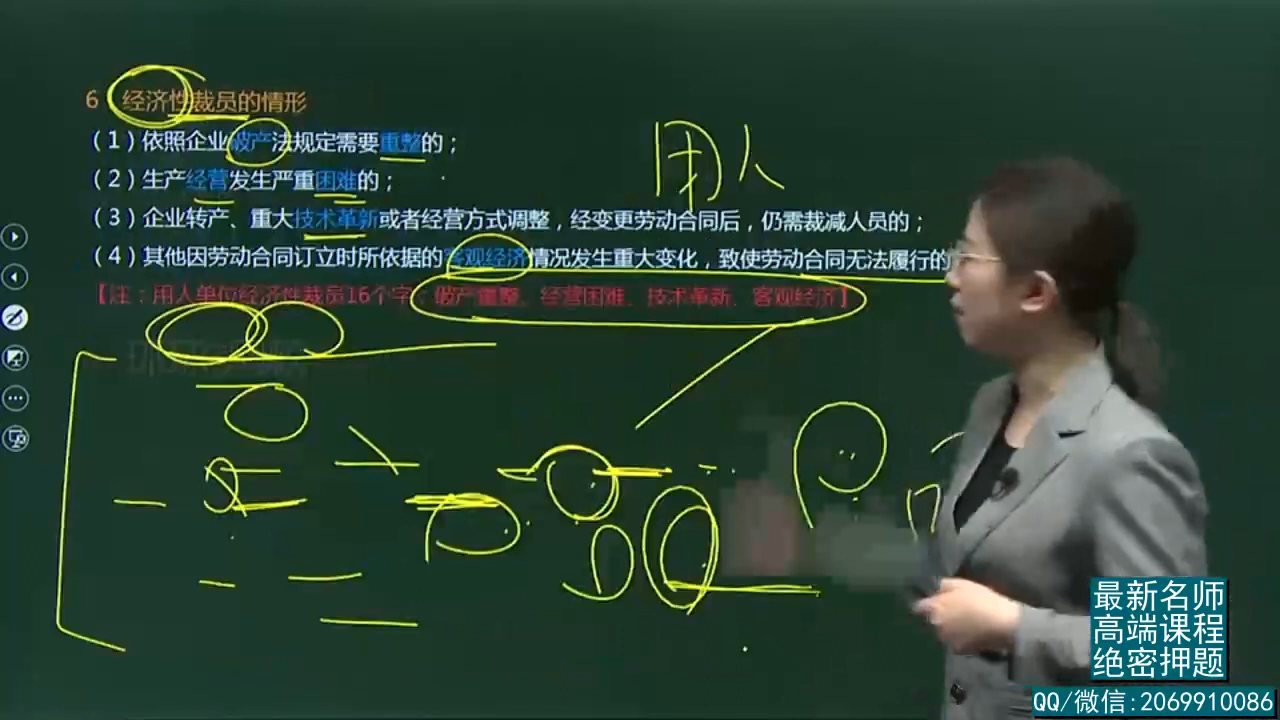 6 经济性裁员的情形
（1）依照企业破产法规定需要重整的；
（2）生产经营发生严重困难的；
用人
（3）企业转产、重大技术革新或者经营方式调整，经变更劳动合同后，仍需裁减人员的；
（4）其他因劳动合同订立时所依据的客观经济情况发生重大变化，致使劳动合同无法履行的
【注：用人单位经济性裁员16个字：破产重整、经营困难、技术革新、客观经济】
最新名师
高端课程
绝密押题
QQ/微信:2069910086